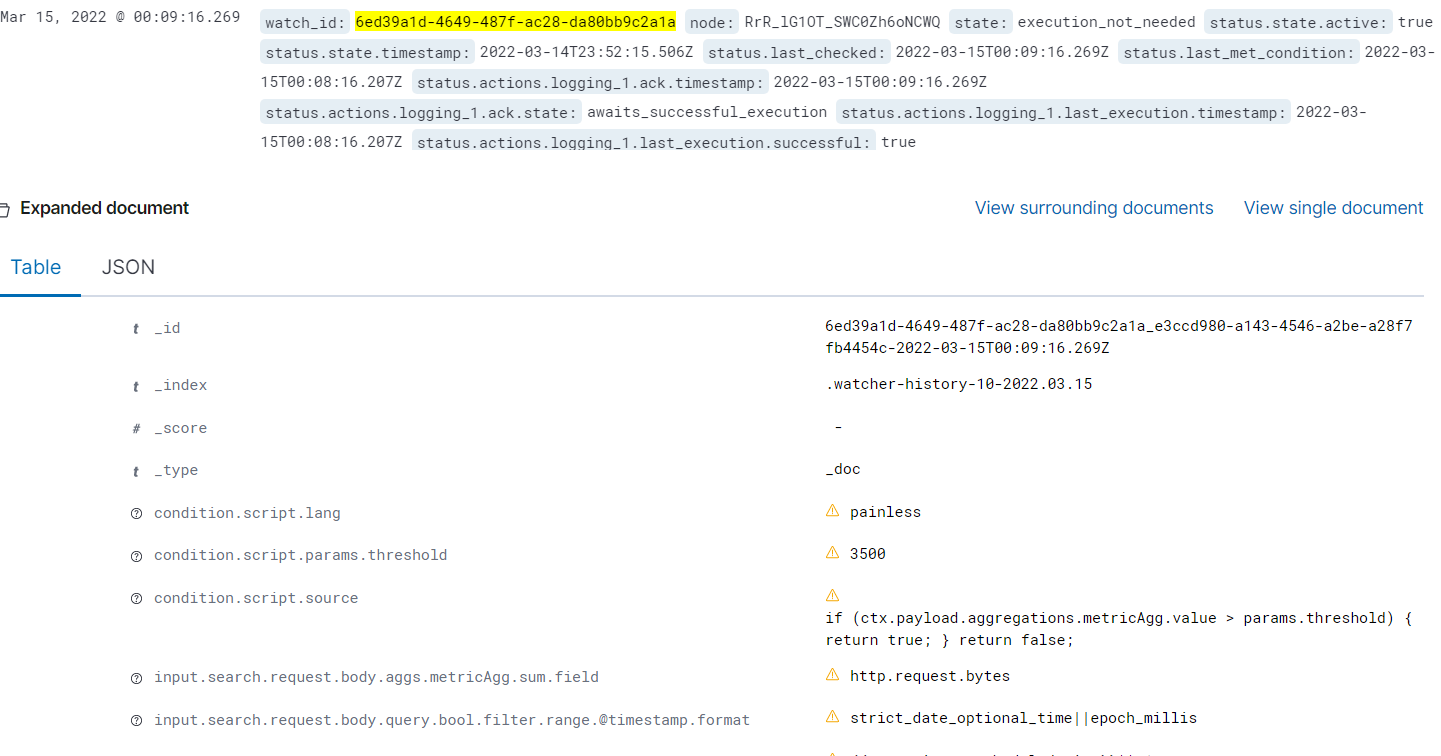 Mar 15, 2022 @ 00:09:16.269 watch_id: 6ed39a1d-4649-487f-ac28-da80bb9c2a1a node: RrR_lG1OT_SWC0Zh6oNCWQ state: execution_not_needed status.state.active: true
status.state.timestamp: 2022-03-14T23:52:15.506Z status.last_checked: 2022-03-15T00:09:16.269Z status.last_met_condition: 2022-03-
15T00:08:16.207Z status.actions.logging_1.ack.timestamp: 2022-03-15T00:09:16.269Z
status.actions.logging_1.ack.state: awaits_successful_execution status.actions.logging_1.last_execution.timestamp: 2022-03-
15T00:08:16.207Z status.actions.logging_1.last_execution.successful: true
Expanded document View surrounding documents View single document
Table JSON
t _id 6ed39a1d-4649-487f-ac28-da80bb9c2a1a_e3ccd980-a143-4546-a2be-a28f7
fb4454c-2022-03-15T00:09:16.269Z
t _index .watcher-history-10-2022.03.15
# _score -
t _type _doc
condition.script.lang painless
condition.script.params.threshold 3500
condition.script.source
if (ctx.payload.aggregations.metricAgg.value > params.threshold) {
return true; } return false;
input.search.request.body.aggs.metricAgg.sum.field http.request.bytes
input.search.request.body.query.bool.filter.range.@timestamp.format strict_date_optional_time||epoch_millis